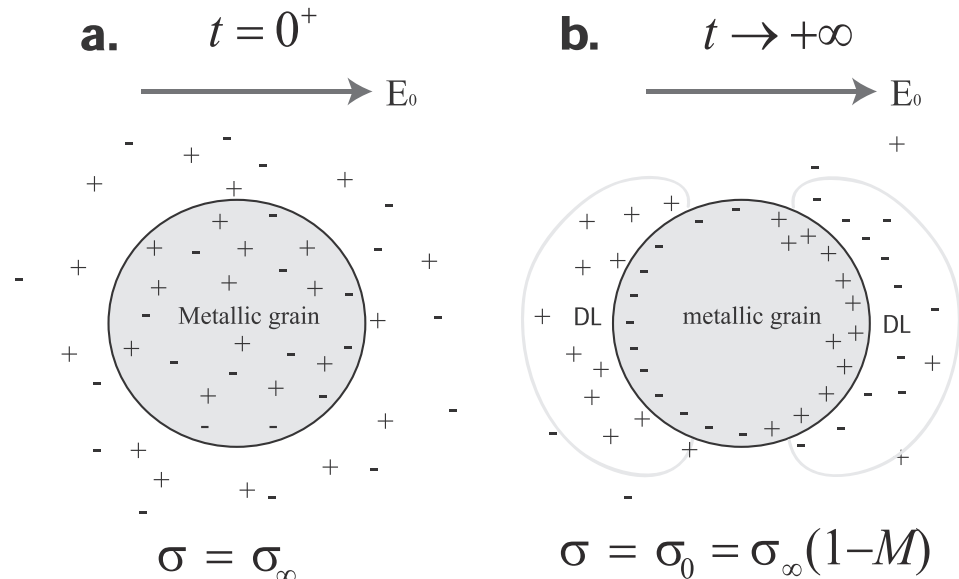 a. t = 0⁺
E₀
Metallic grain
σ = σ∞
b. t → +∞
E₀
DL
metallic grain
DL
σ = σ₀ = σ∞(1−M)